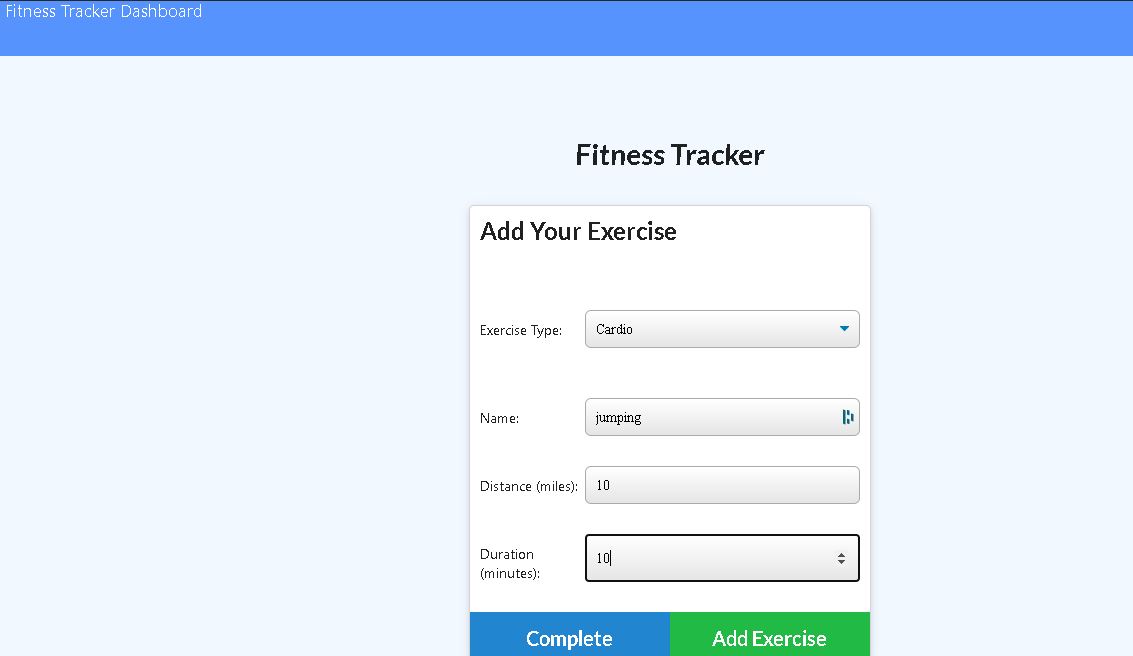 Fitness Tracker Dashboard
Fitness Tracker
Add Your Exercise
Exercise Type:
Cardio
Name:
jumping
Distance (miles):
10
Duration
(minutes):
10
Complete
Add Exercise